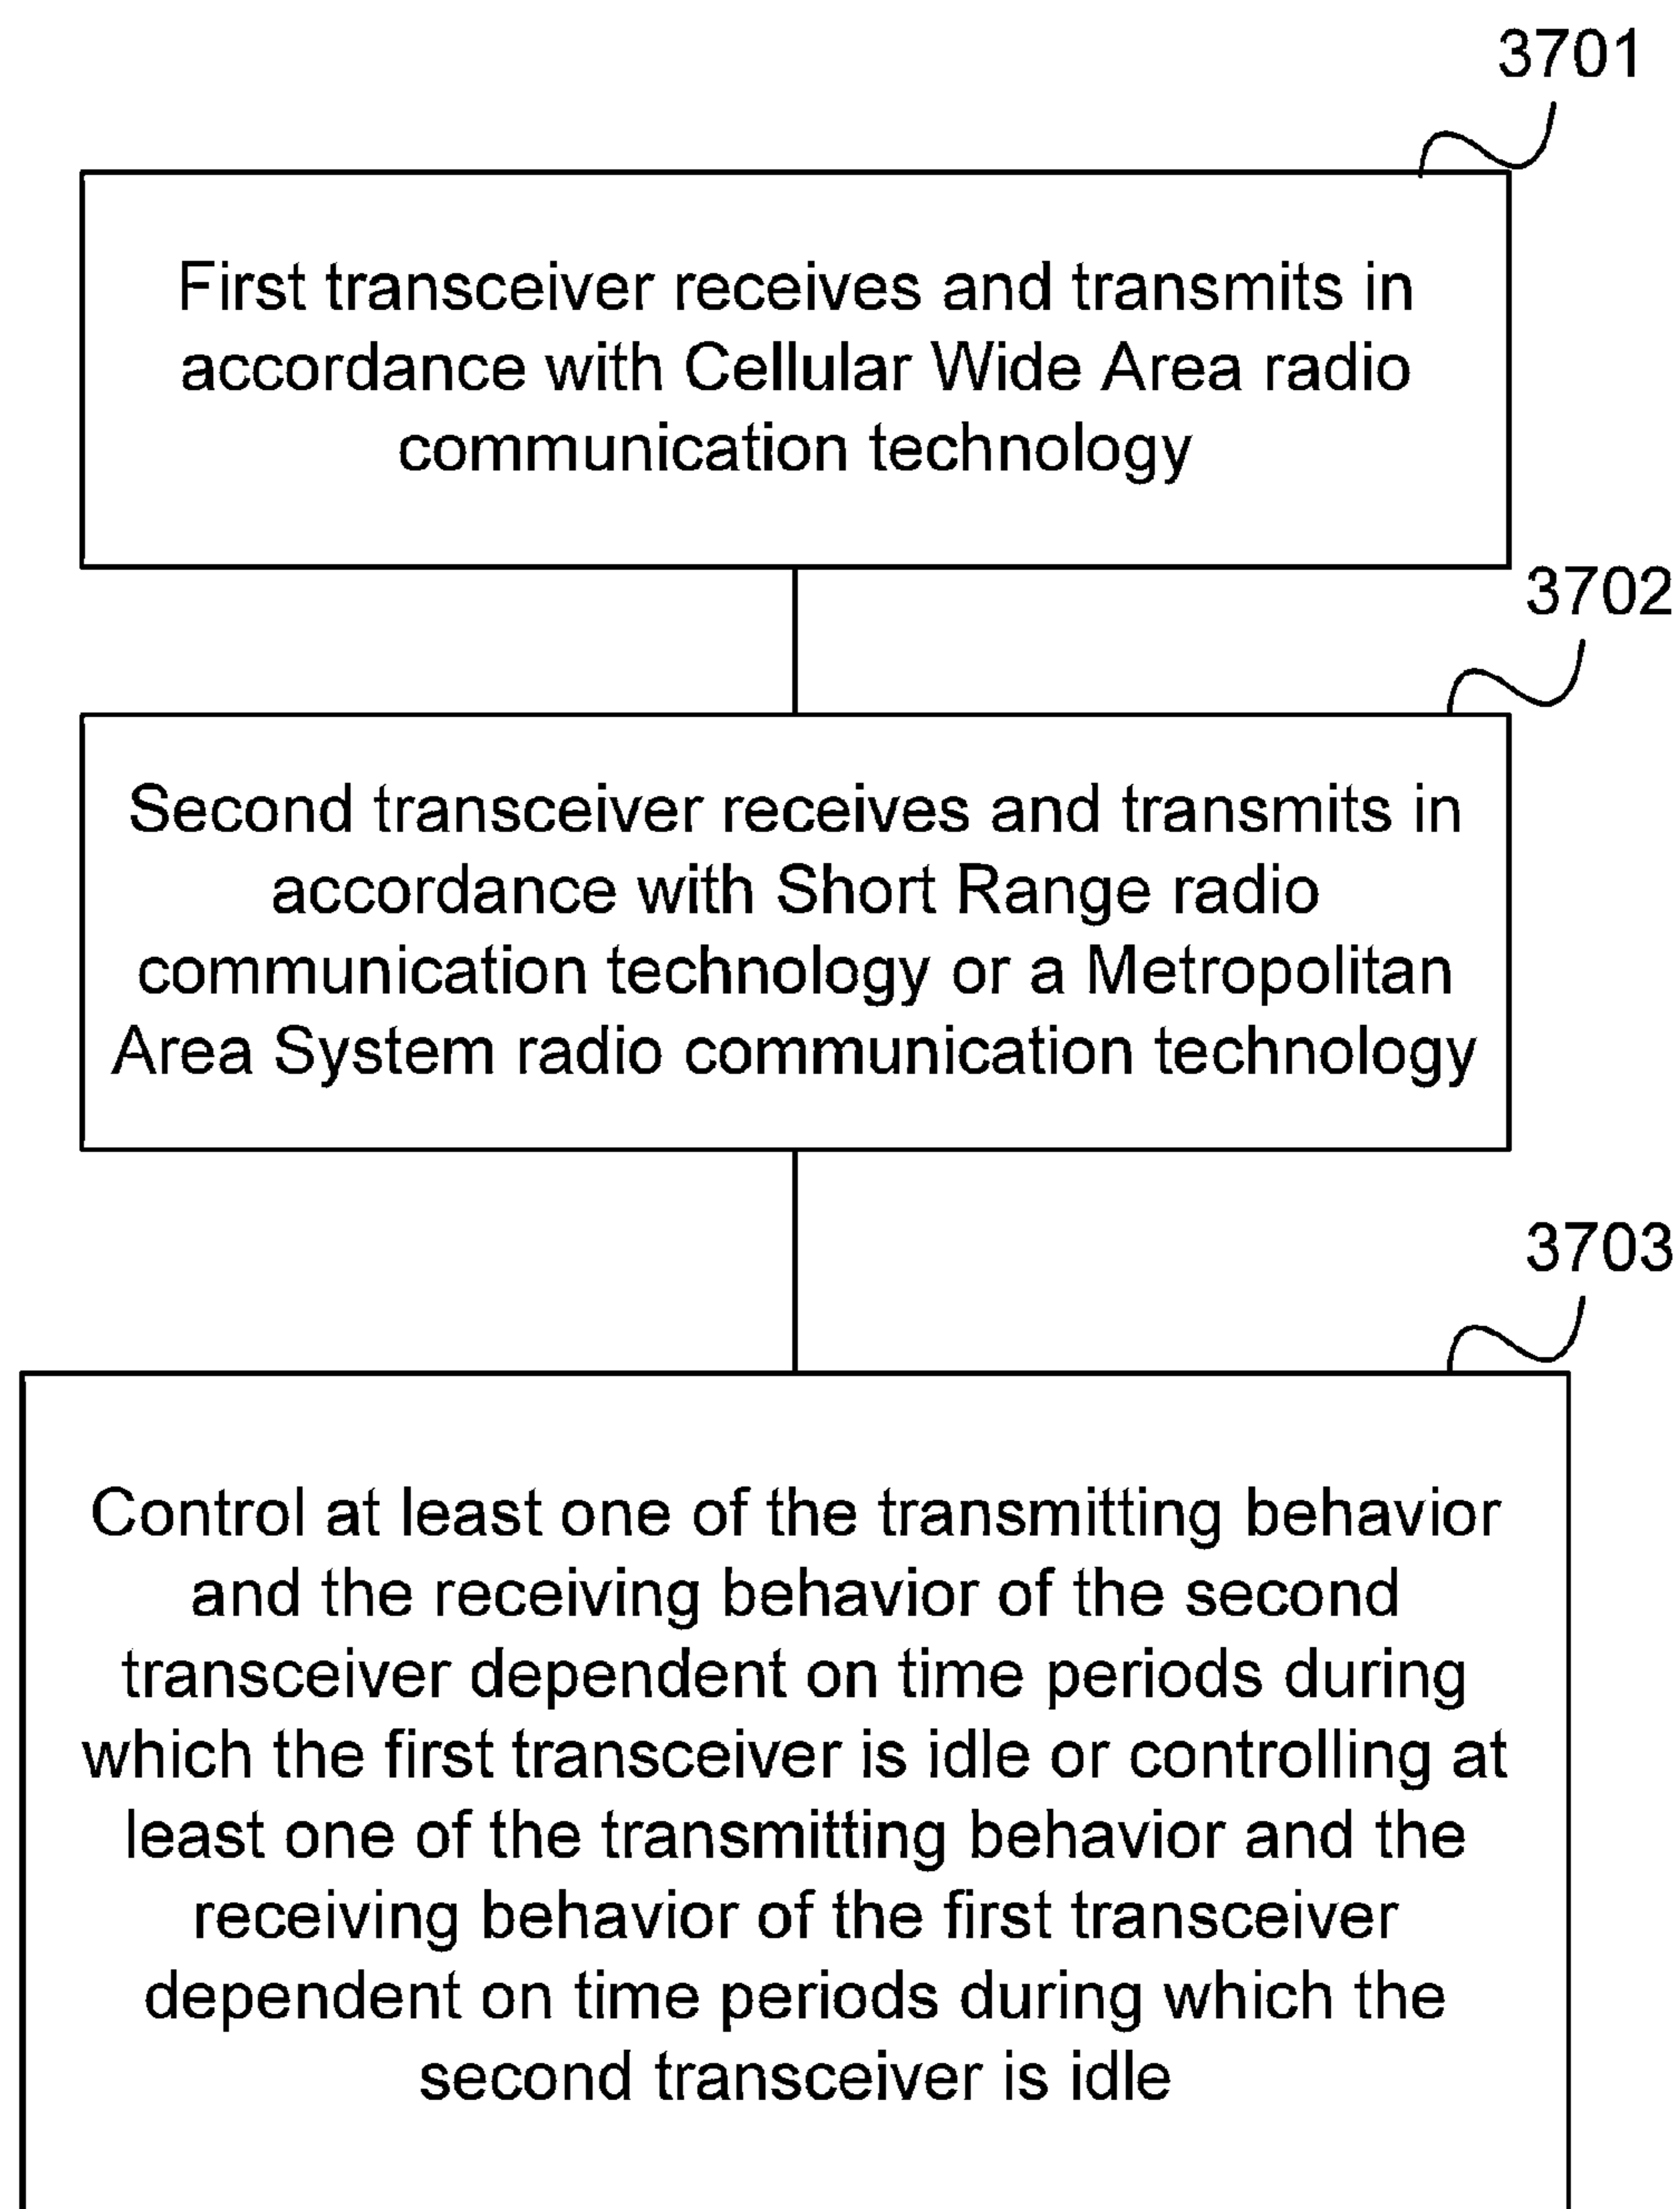 3701
First transceiver receives and transmits in
accordance with Cellular Wide Area radio
communication technology
3702
Second transceiver receives and transmits in
accordance with Short Range radio
communication technology or a Metropolitan
Area System radio communication technology
3703
Control at least one of the transmitting behavior
and the receiving behavior of the second
transceiver dependent on time periods during
which the first transceiver is idle or controlling at
least one of the transmitting behavior and the
receiving behavior of the first transceiver
dependent on time periods during which the
second transceiver is idle